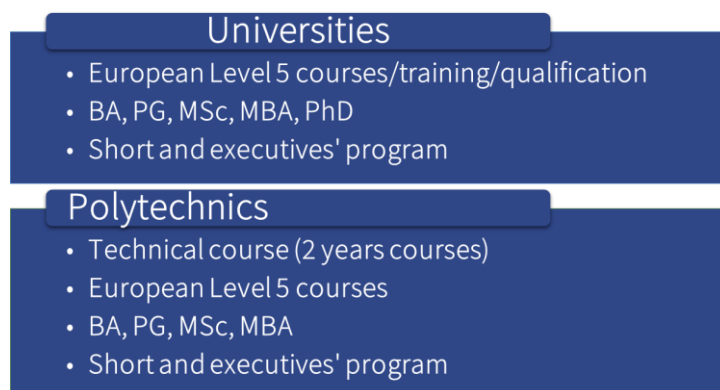 Universities
• European Level 5 courses/training/qualification
• BA, PG, MSc, MBA, PhD
• Short and executives' program
Polytechnics
• Technical course (2 years courses)
• European Level 5 courses
• BA, PG, MSc, MBA
• Short and executives' program